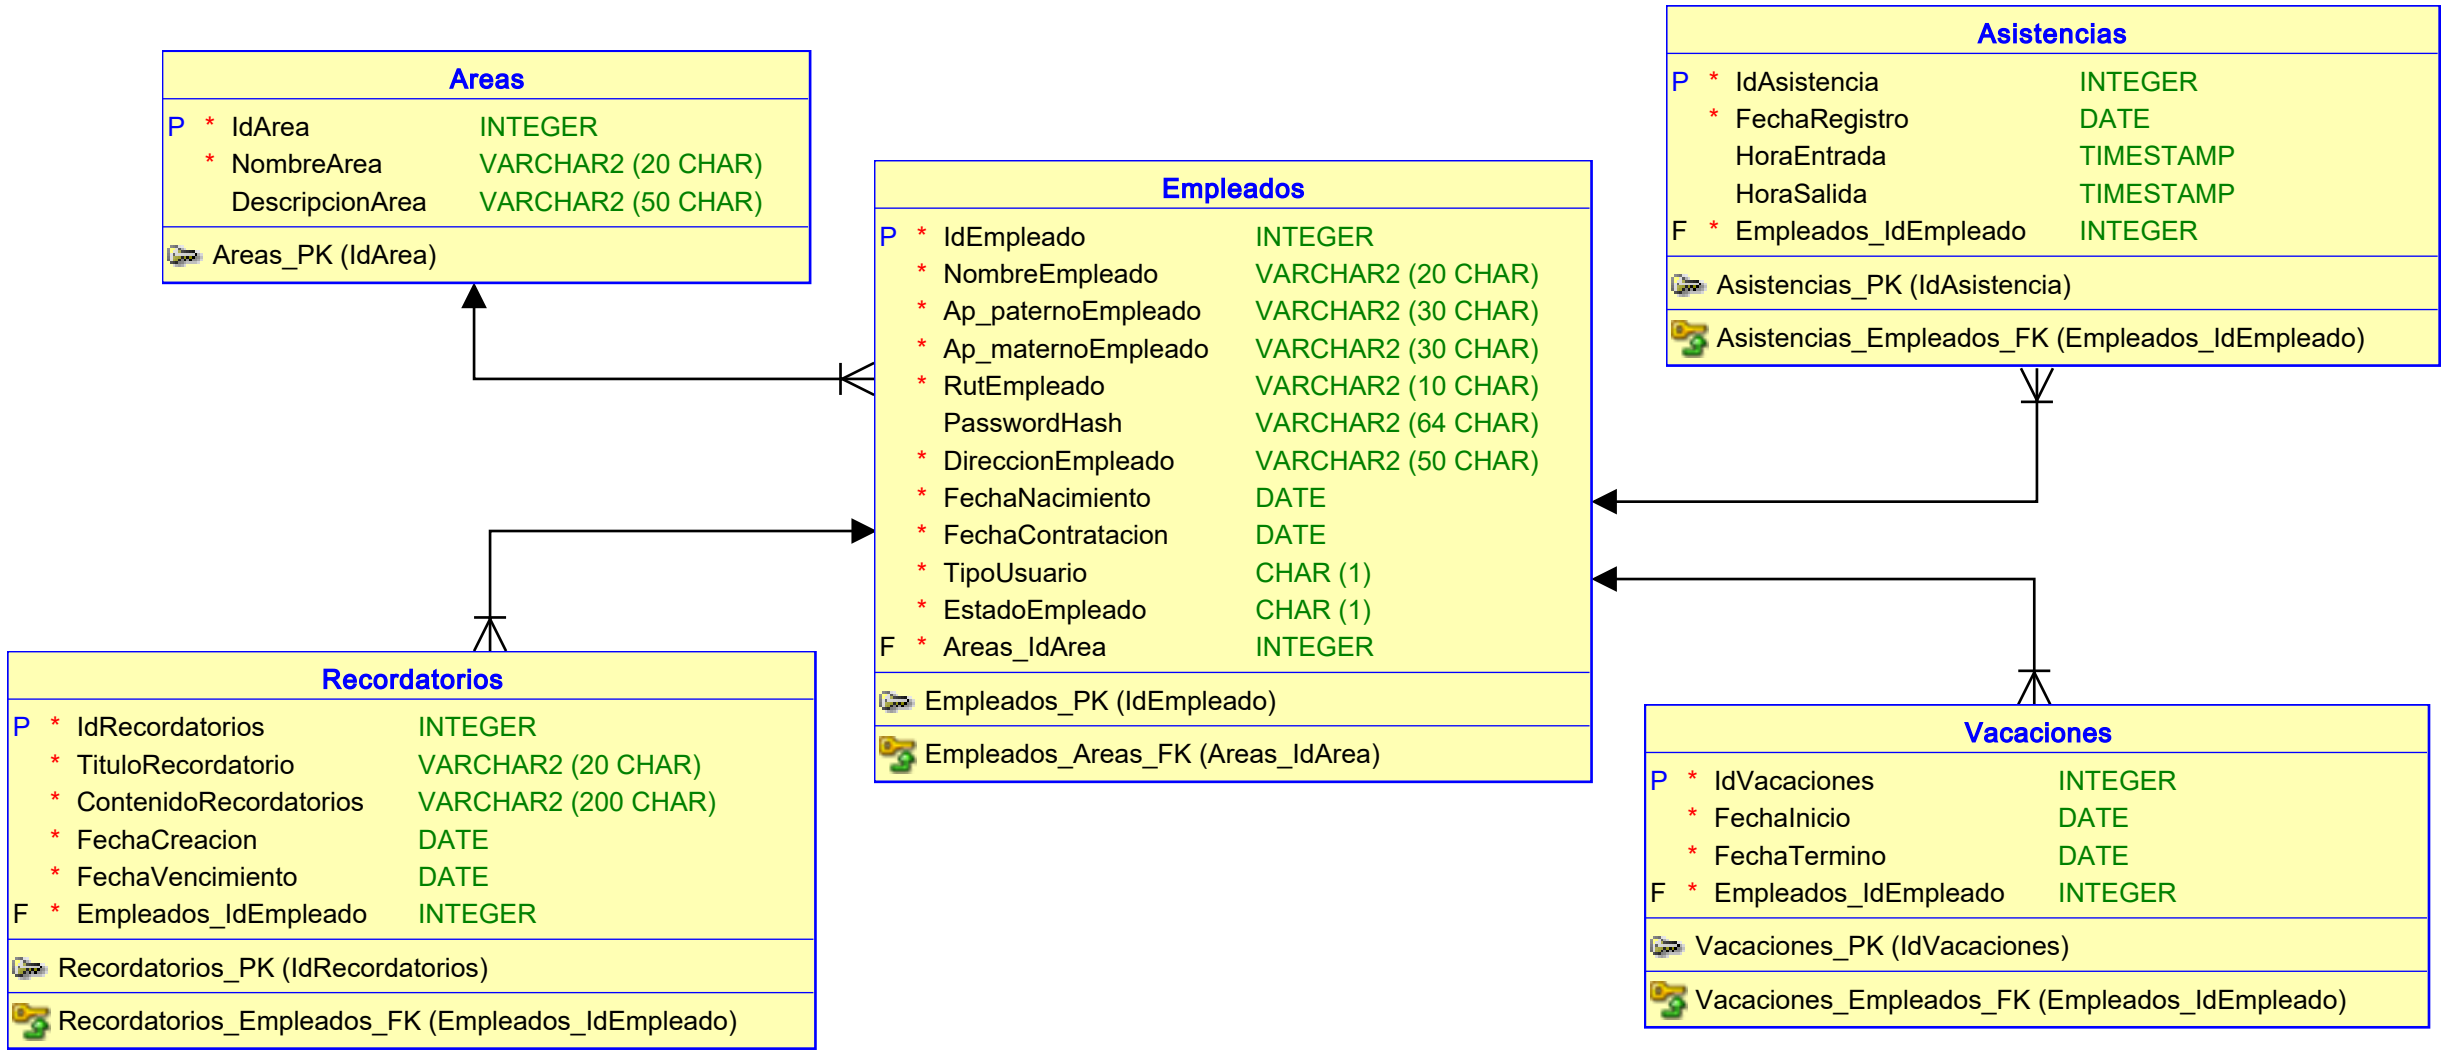 Areas
P * IdArea INTEGER
* NombreArea VARCHAR2 (20 CHAR)
DescripcionArea VARCHAR2 (50 CHAR)
Areas_PK (IdArea)
Empleados
P * IdEmpleado INTEGER
* NombreEmpleado VARCHAR2 (20 CHAR)
* Ap_paternoEmpleado VARCHAR2 (30 CHAR)
* Ap_maternoEmpleado VARCHAR2 (30 CHAR)
* RutEmpleado VARCHAR2 (10 CHAR)
PasswordHash VARCHAR2 (64 CHAR)
* DireccionEmpleado VARCHAR2 (50 CHAR)
* FechaNacimiento DATE
* FechaContratacion DATE
* TipoUsuario CHAR (1)
* EstadoEmpleado CHAR (1)
F * Areas_IdArea INTEGER
Empleados_PK (IdEmpleado)
Empleados_Areas_FK (Areas_IdArea)
Asistencias
P * IdAsistencia INTEGER
* FechaRegistro DATE
HoraEntrada TIMESTAMP
HoraSalida TIMESTAMP
F * Empleados_IdEmpleado INTEGER
Asistencias_PK (IdAsistencia)
Asistencias_Empleados_FK (Empleados_IdEmpleado)
Recordatorios
P * IdRecordatorios INTEGER
* TituloRecordatorio VARCHAR2 (20 CHAR)
* ContenidoRecordatorios VARCHAR2 (200 CHAR)
* FechaCreacion DATE
* FechaVencimiento DATE
F * Empleados_IdEmpleado INTEGER
Recordatorios_PK (IdRecordatorios)
Recordatorios_Empleados_FK (Empleados_IdEmpleado)
Vacaciones
P * IdVacaciones INTEGER
* FechaInicio DATE
* FechaTermino DATE
F * Empleados_IdEmpleado INTEGER
Vacaciones_PK (IdVacaciones)
Vacaciones_Empleados_FK (Empleados_IdEmpleado)